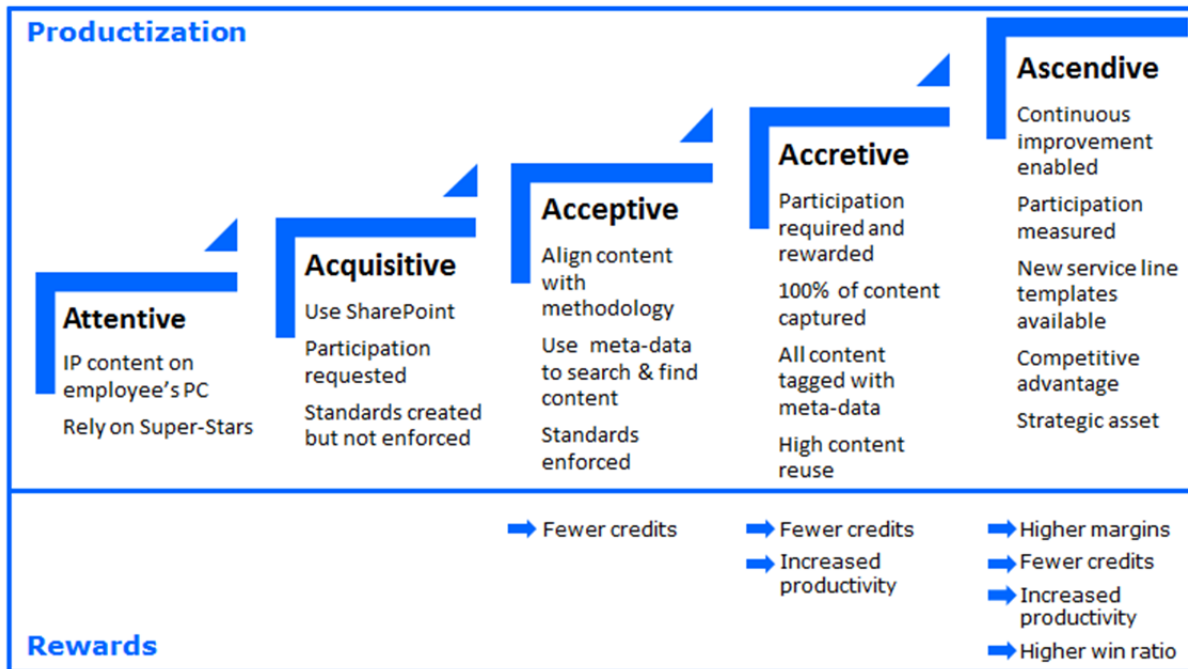 Productization
Attentive
IP content on
employee's PC
Rely on Super-Stars
Acquisitive
Use SharePoint
Participation
requested
Standards created
but not enforced
Acceptive
Align content
with
methodology
Use meta-data
to search & find
content
Standards
enforced
Accretive
Participation
required and
rewarded
100% of content
captured
All content
tagged with
meta-data
High content
reuse
Ascendive
Continuous
improvement
enabled
Participation
measured
New service line
templates
available
Competitive
advantage
Strategic asset
Rewards
Fewer credits
Fewer credits
Increased
productivity
Higher margins
Fewer credits
Increased
productivity
Higher win ratio